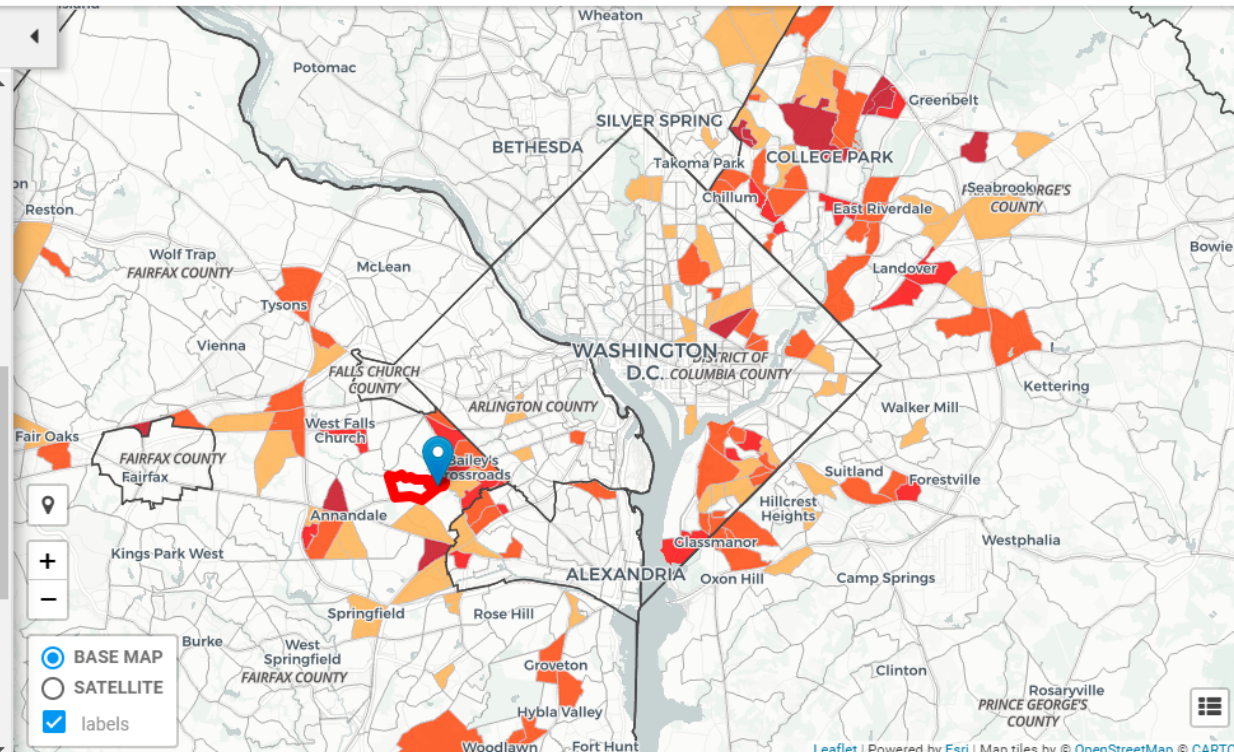 Wheaton
Potomac
Greenbelt
SILVER SPRING
BETHESDA
COLLEGE PARK
Takoma Park
Seabrook
GE'S
COUNTY
Chillum
East Riverdale
Reston
Wolf Trap
FAIRFAX COUNTY
McLean
Bowie
Landover
Tysons
Vienna
WASHINGTON
D.C.
DISTRICT OF
COLUMBIA COUNTY
FALLS CHURCH
COUNTY
Kettering
ARLINGTON COUNTY
Walker Mill
West Falls
Church
Fair Oaks
FAIRFAX COUNTY
Fairfax
Bailey's
rossroads
Suitland
Forestville
Hillcrest
Heights
Annandale
Glassmanor
Westphalia
Kings Park West
+
−
ALEXANDRIA
Oxon Hill
Camp Springs
Springfield
Rose Hill
Burke
West
Springfield
FAIRFAX COUNTY
BASE MAP
SATELLITE
labels
Groveton
Clinton
Rosaryville
PRINCE GEORGE'S
COUNTY
Hybla Valley
Woodlawn
Fort Hunt
Leaflet | Powered by Esri | Map tiles by © OpenStreetMap © CARTO